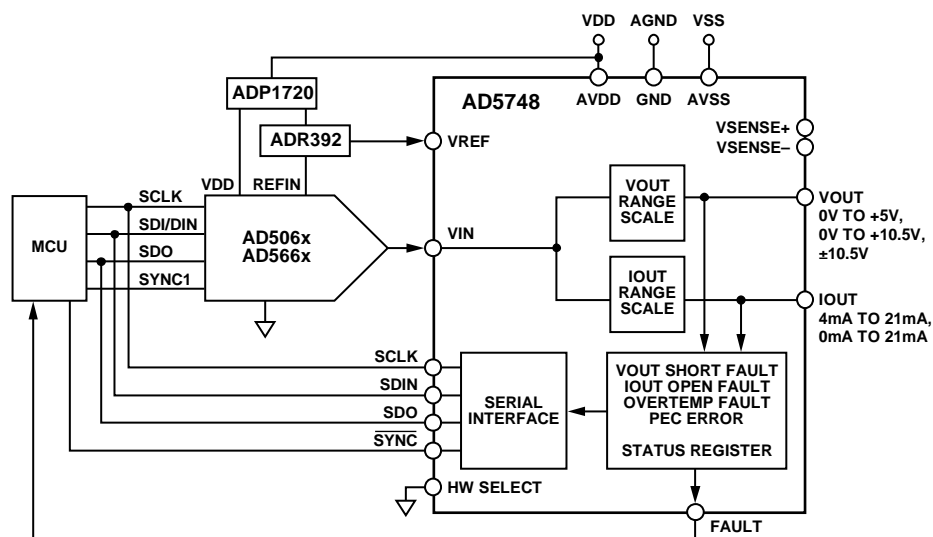 VDD AGND VSS
ADP1720
AD5748
AVDD GND AVSS
ADR392
VREF
VSENSE+
VSENSE–
VDD REFIN
SCLK
SDI/DIN
SDO
SYNC1
MCU
AD506x
AD566x
VIN
VOUT
RANGE
SCALE
VOUT
0V TO +5V,
0V TO +10.5V,
±10.5V
IOUT
RANGE
SCALE
IOUT
4mA TO 21mA,
0mA TO 21mA
SCLK
SDIN
SDO
SYNC
SERIAL
INTERFACE
VOUT SHORT FAULT
IOUT OPEN FAULT
OVERTEMP FAULT
PEC ERROR
STATUS REGISTER
HW SELECT
FAULT